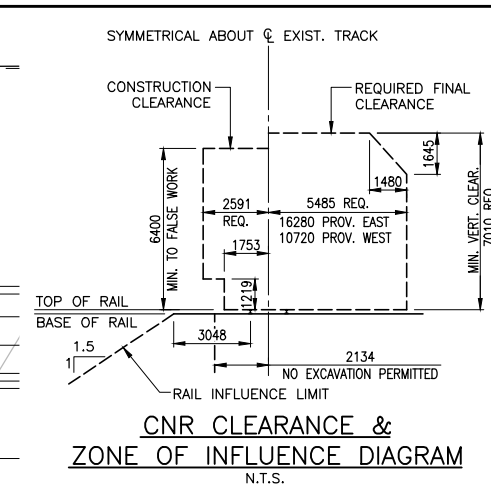 SYMMETRICAL ABOUT ℄ EXIST. TRACK
CONSTRUCTION
CLEARANCE
REQUIRED FINAL
CLEARANCE
1645
1480
2591
REQ.
5485 REQ.
16280 PROV. EAST
10720 PROV. WEST
6400
MIN. TO FALSE WORK
1753
1219
MIN. VERT. CLEAR.
7010 REQ.
TOP OF RAIL
BASE OF RAIL
3048
1.5
1
2134
NO EXCAVATION PERMITTED
RAIL INFLUENCE LIMIT
CNR CLEARANCE &
ZONE OF INFLUENCE DIAGRAM
N.T.S.